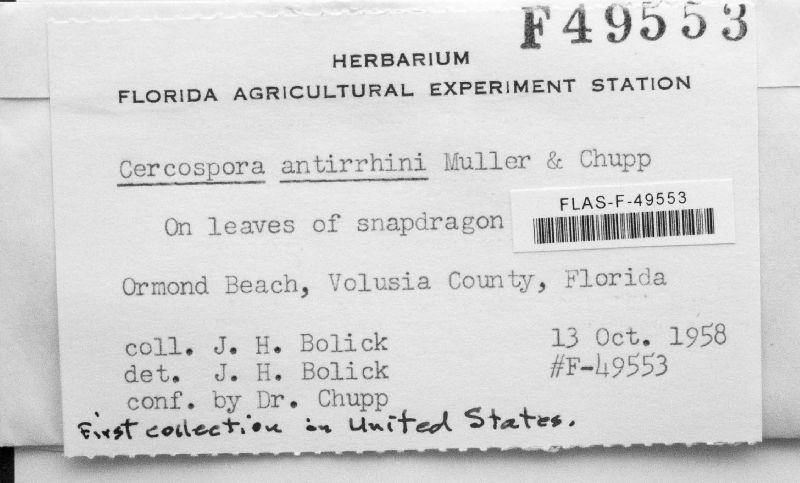 F49553
HERBARIUM
FLORIDA AGRICULTURAL EXPERIMENT STATION
Cercospora antirrhini Muller & Chupp
On leaves of snapdragon
FLAS-F-49553
Ormond Beach, Volusia County, Florida
coll. J. H. Bolick 13 Oct. 1958
det. J. H. Bolick #F-49553
conf. by Dr. Chupp
First collection in United States.